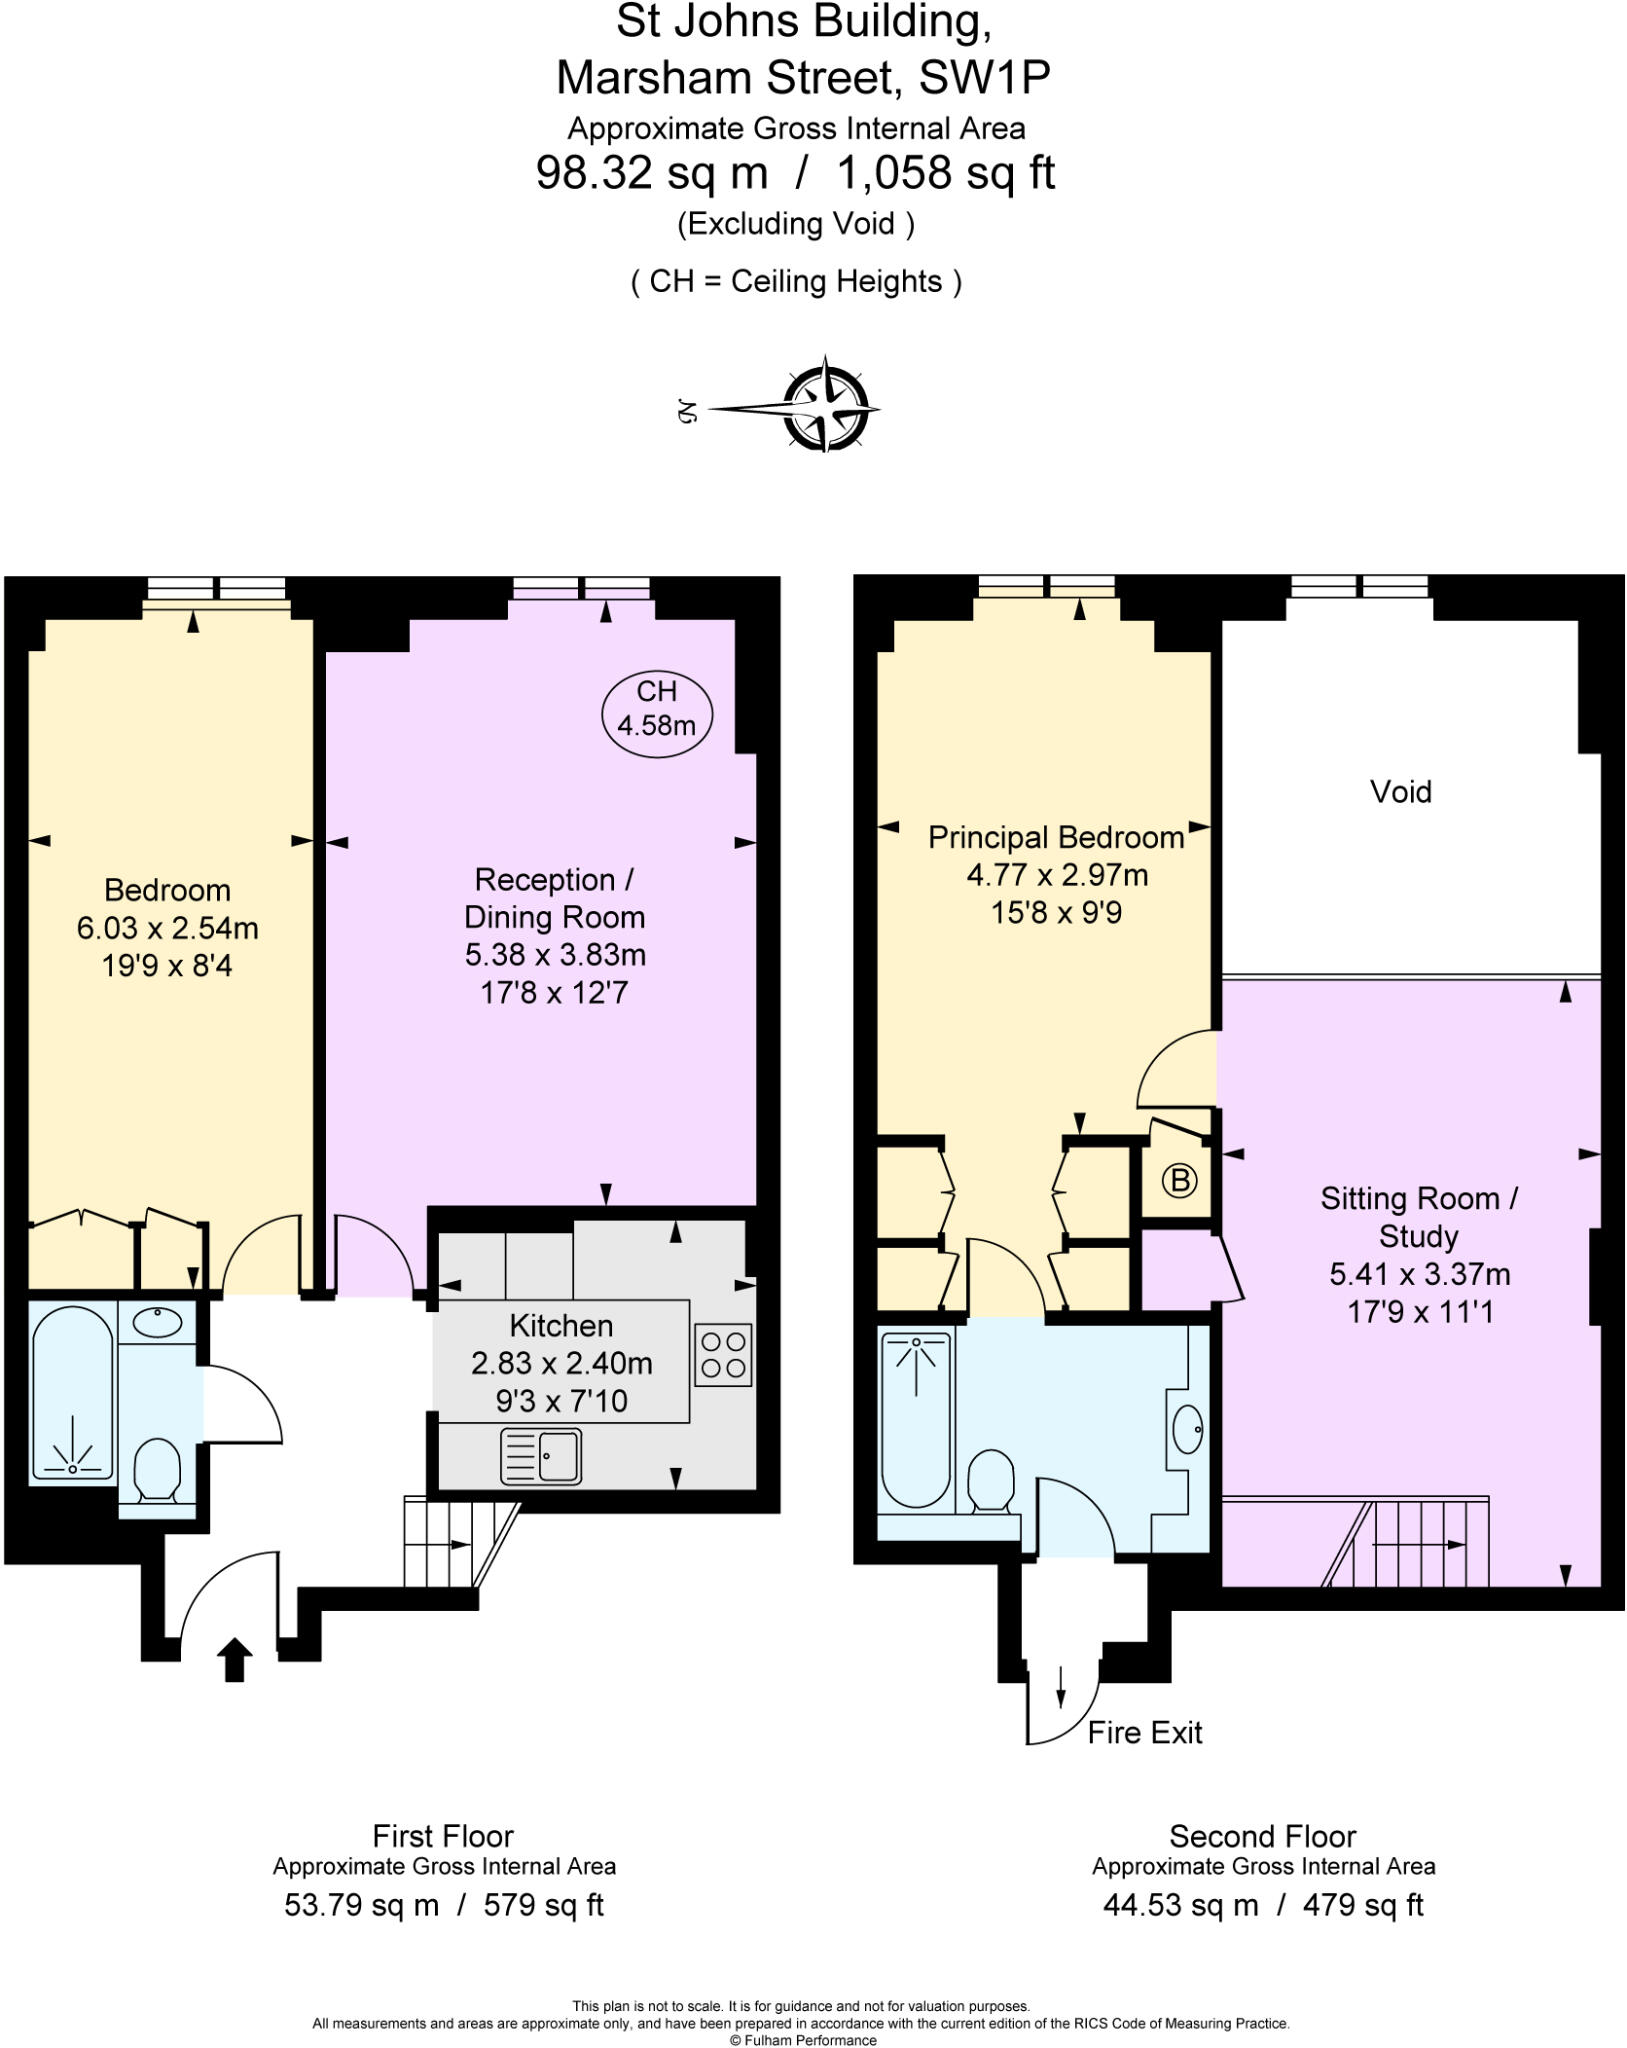 St Johns Building,
Marsham Street, SW1P
Approximate Gross Internal Area
98.32 sq m / 1,058 sq ft
(Excluding Void )
( CH = Ceiling Heights )
N
CH
4.58m
Bedroom
6.03 x 2.54m
19'9 x 8'4
Reception /
Dining Room
5.38 x 3.83m
17'8 x 12'7
Kitchen
2.83 x 2.40m
9'3 x 7'10
Void
Principal Bedroom
4.77 x 2.97m
15'8 x 9'9
B
Sitting Room /
Study
5.41 x 3.37m
17'9 x 11'1
Fire Exit
First Floor
Approximate Gross Internal Area
53.79 sq m / 579 sq ft
Second Floor
Approximate Gross Internal Area
44.53 sq m / 479 sq ft
This plan is not to scale. It is for guidance and not for valuation purposes.
All measurements and areas are approximate only, and have been prepared in accordance with the current edition of the RICS Code of Measuring Practice.
© Fulham Performance